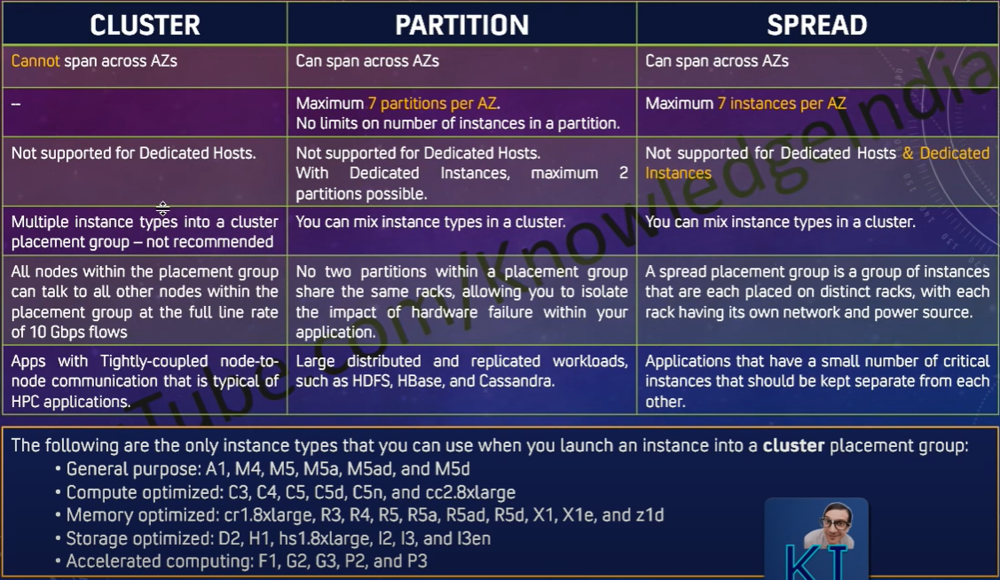 CLUSTER
PARTITION
SPREAD
Cannot span across AZs
Can span across AZs
Can span across AZs
–
Maximum 7 partitions per AZ.
No limits on number of instances in a partition.
Maximum 7 instances per AZ
Not supported for Dedicated Hosts.
Not supported for Dedicated Hosts.
With Dedicated Instances, maximum 2
partitions possible.
Not supported for Dedicated Hosts & Dedicated
Instances
Multiple instance types into a cluster
placement group – not recommended
You can mix instance types in a cluster.
You can mix instance types in a cluster.
All nodes within the placement group
can talk to all other nodes within the
placement group at the full line rate
of 10 Gbps flows
No two partitions within a placement group
share the same racks, allowing you to isolate
the impact of hardware failure within your
application.
A spread placement group is a group of instances
that are each placed on distinct racks, with each
rack having its own network and power source.
Apps with Tightly-coupled node-to-
node communication that is typical of
HPC applications.
Large distributed and replicated workloads,
such as HDFS, HBase, and Cassandra.
Applications that have a small number of critical
instances that should be kept separate from each
other.
The following are the only instance types that you can use when you launch an instance into a cluster placement group:
• General purpose: A1, M4, M5, M5a, M5ad, and M5d
• Compute optimized: C3, C4, C5, C5d, C5n, and cc2.8xlarge
• Memory optimized: cr1.8xlarge, R3, R4, R5, R5a, R5ad, R5d, X1, X1e, and z1d
• Storage optimized: D2, H1, hs1.8xlarge, I2, I3, and I3en
• Accelerated computing: F1, G2, G3, P2, and P3
Tube.com/KnowledgeIndia
KI